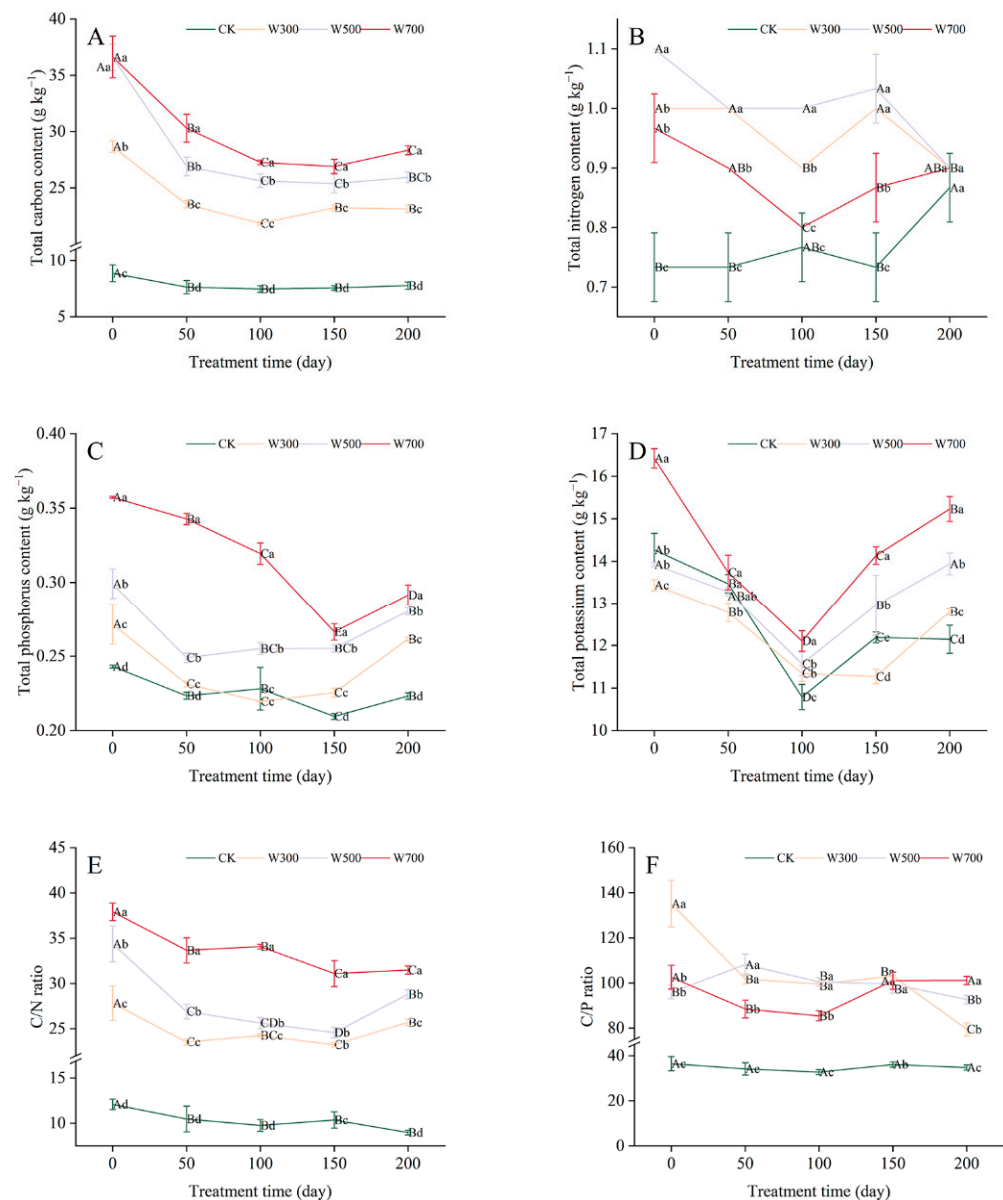 A
CK W300 W500 W700
Total carbon content (g kg⁻¹)
40
35
30
25
10
5
Aa Aa
Ab
Ac
Ba
Bb
Bc
Bd
Ca
Cb
Cc
Bd
Ca
Cb
Bc
Bd
Ca
BCb
Bc
Bd
0 50 100 150 200
Treatment time (day)
B
CK W300 W500 W700
Total nitrogen content (g kg⁻¹)
1.1
1.0
0.9
0.8
0.7
Aa
Ab
Ab
Bc
Aa
ABb
Bc
Bb
Cc
ABc
Aa
Aa
Bb
Bc
ABa Ba
Aa
0 50 100 150 200
Treatment time (day)
C
CK W300 W500 W700
Total phosphorus content (g kg⁻¹)
0.40
0.35
0.30
0.25
0.20
Aa
Ab
Ac
Ad
Ba
Cb
Cc
Bd
Ca
BCb
Bc
Cc
Ea
BCb
Cc
Cd
Da
Bb
Bc
Bd
0 50 100 150 200
Treatment time (day)
D
CK W300 W500 W700
Total potassium content (g kg⁻¹)
17
16
15
14
13
12
11
10
Aa
Ab
Ab
Ac
Ca
Ba
ABab
Bb
Da
Cb
Cb
Dc
Ca
Bb
Cc
Cd
Ba
Ab
Bc
Cd
0 50 100 150 200
Treatment time (day)
E
CK W300 W500 W700
C/N ratio
45
40
35
30
25
15
10
Aa
Ab
Ac
Ad
Ba
Cb
Cc
Bd
Ba
CDb
BCc
Bd
Ca
Db
Cb
Bc
Ca
Bb
Bc
Bd
0 50 100 150 200
Treatment time (day)
F
CK W300 W500 W700
C/P ratio
160
140
120
100
80
40
20
0
Aa
Ab
Bb
Ac
Aa
Ba
Bb
Ac
Ba
Ba
Bb
Ac
Ba
Aa
Ba
Ab
Aa
Bb
Cb
Ac
0 50 100 150 200
Treatment time (day)